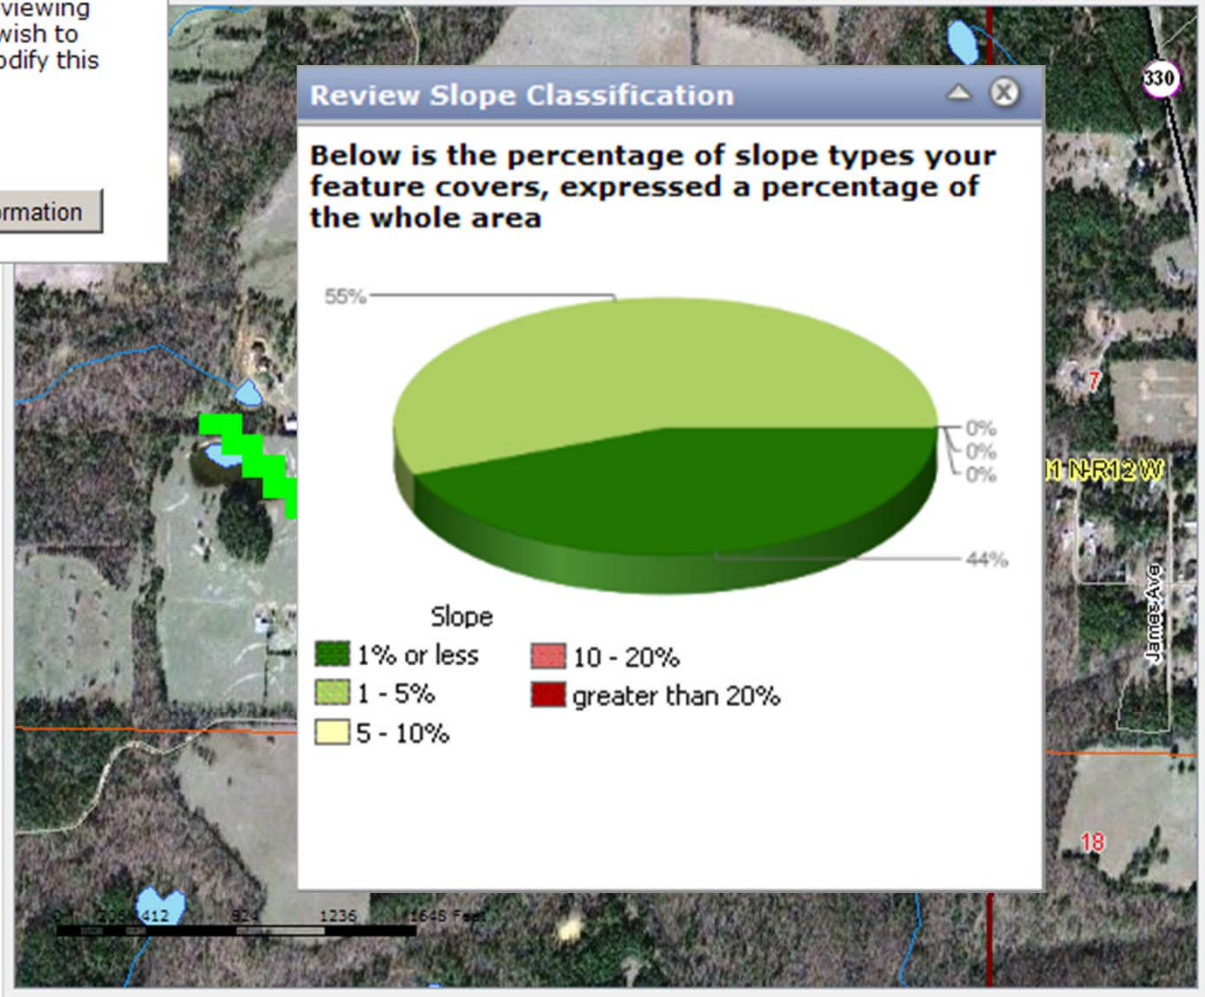 viewing
wish to
odify this
ormation
330
Review Slope Classification
Below is the percentage of slope types your
feature covers, expressed a percentage of
the whole area
55%
0%
0%
0%
44%
7
1 N-R12 W
James Ave
Slope
1% or less
10 - 20%
1 - 5%
greater than 20%
5 - 10%
18
0 206 412 824 1236 1648 Feet